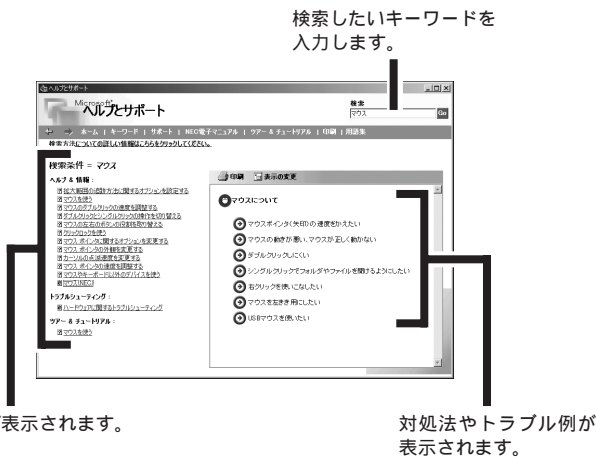 検索したいキーワードを
入力します。
ヘルプとサポート
Microsoft
ヘルプとサポート
検索
マウス
Go
ホーム | キーワード | サポート | NEC電子マニュアル | ツアー & チュートリアル | 印刷 | 用語集
検索方法についての詳しい情報はこちらをクリックしてください。
検索条件 = マウス
ヘルプ & 情報 :
拡大範囲の追跡方法に関するオプションを設定する
マウスを使う
マウスのダブルクリックの速度を調整する
ダブルクリックとシングルクリックの操作を切り替える
マウスの左右のボタンの役割を取り替える
クリックロックを使う
マウス ポインタに関するオプションを変更する
マウス ポインタの外観を変更する
カーソルの点滅速度を変更する
マウス ポインタの速度を調整する
マウスやキーボード以外のデバイスを使う
マウス(NEC)
トラブルシューティング :
ハードウェアに関するトラブルシューティング
ツアー & チュートリアル :
マウスを使う
印刷 表示の変更
マウスについて
マウスポインタ(矢印)の速度をかえたい
マウスの動きが悪い、マウスが正しく動かない
ダブルクリックしにくい
シングルクリックでフォルダやファイルを開けるようにしたい
右クリックを使いこなしたい
マウスを左きき用にしたい
USBマウスを使いたい
表示されます。
対処法やトラブル例が
表示されます。